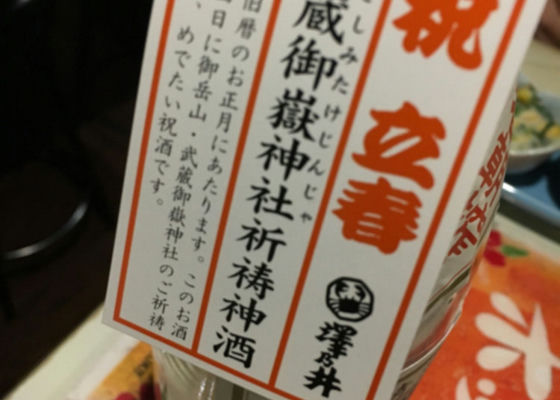 祝 立春
澤乃井
蔵御嶽神社祈祷神酒
しみたけじんじゃ
旧暦のお正月にあたります。このお酒
日に御岳山・武蔵御嶽神社のご祈祷
、めでたい祝酒です。